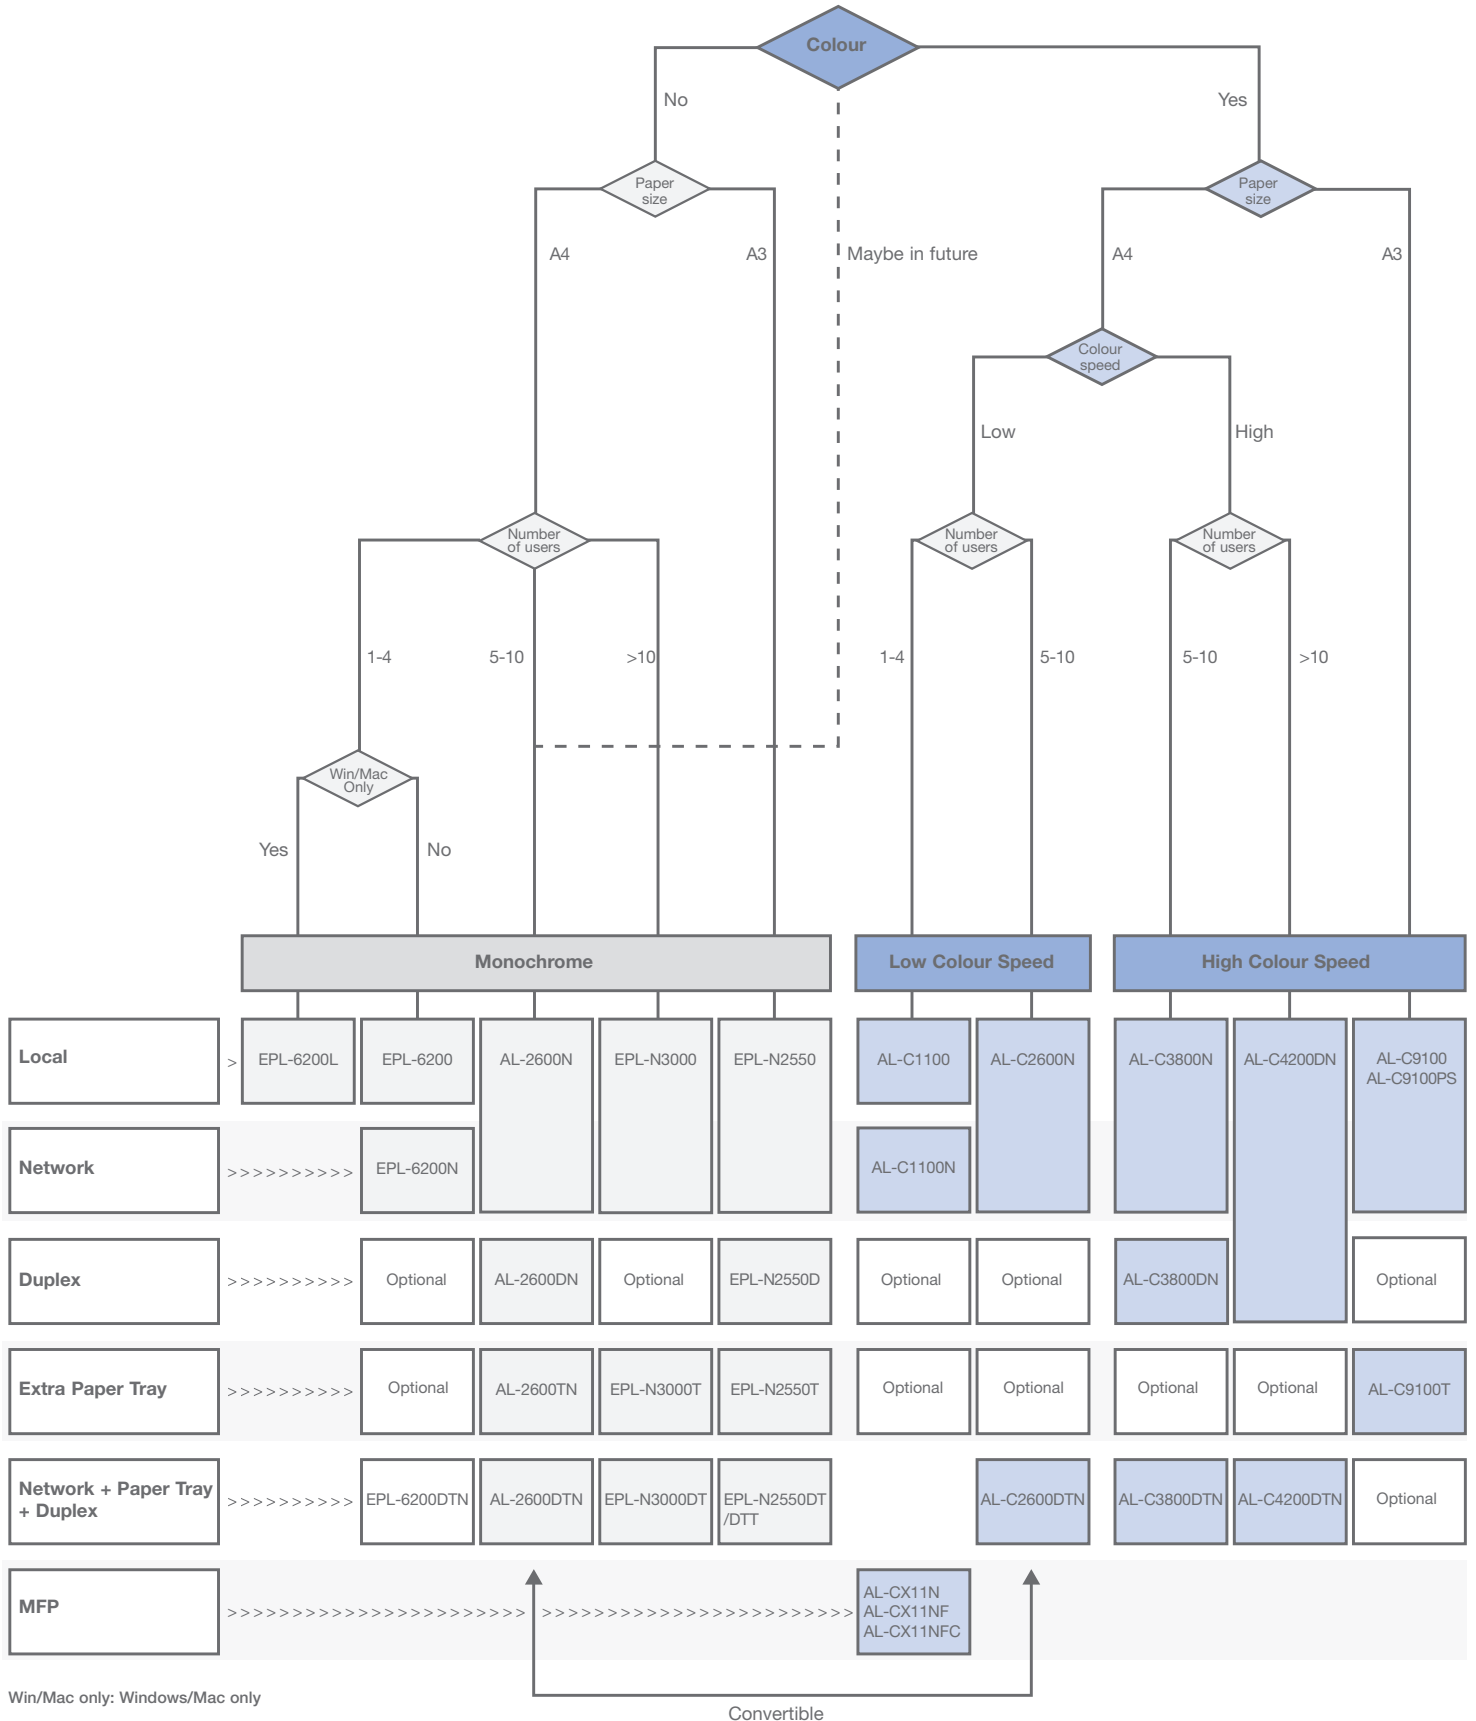 Colour
No
Yes
Paper
size
Paper
size
A4
A3
Maybe in future
A4
A3
Colour
speed
Low
High
Number
of users
Number
of users
Number
of users
1-4
5-10
>10
1-4
5-10
5-10
>10
Win/Mac
Only
Yes
No
Monochrome
Low Colour Speed
High Colour Speed
Local
>
EPL-6200L
EPL-6200
AL-2600N
EPL-N3000
EPL-N2550
AL-C1100
AL-C2600N
AL-C3800N
AL-C4200DN
AL-C9100
AL-C9100PS
Network
>>>>>>>>>>
EPL-6200N
AL-C1100N
Duplex
>>>>>>>>>>
Optional
AL-2600DN
Optional
EPL-N2550D
Optional
Optional
AL-C3800DN
Optional
Extra Paper Tray
>>>>>>>>>>
Optional
AL-2600TN
EPL-N3000T
EPL-N2550T
Optional
Optional
Optional
Optional
AL-C9100T
Network + Paper Tray
+ Duplex
>>>>>>>>>>
EPL-6200DTN
AL-2600DTN
EPL-N3000DT
EPL-N2550DT
/DTT
AL-C2600DTN
AL-C3800DTN
AL-C4200DTN
Optional
MFP
>>>>>>>>>>>>>>>>>>>>>>>
>>>>>>>>>>>>>>>>>>>>>>>>
AL-CX11N
AL-CX11NF
AL-CX11NFC
Win/Mac only: Windows/Mac only
Convertible